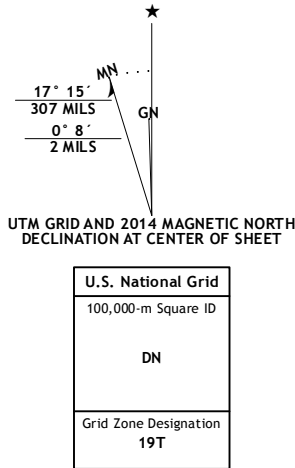 MN
17° 15´
307 MILS
GN
0° 8´
2 MILS
UTM GRID AND 2014 MAGNETIC NORTH
DECLINATION AT CENTER OF SHEET
U.S. National Grid
100,000-m Square ID
DN
Grid Zone Designation
19T